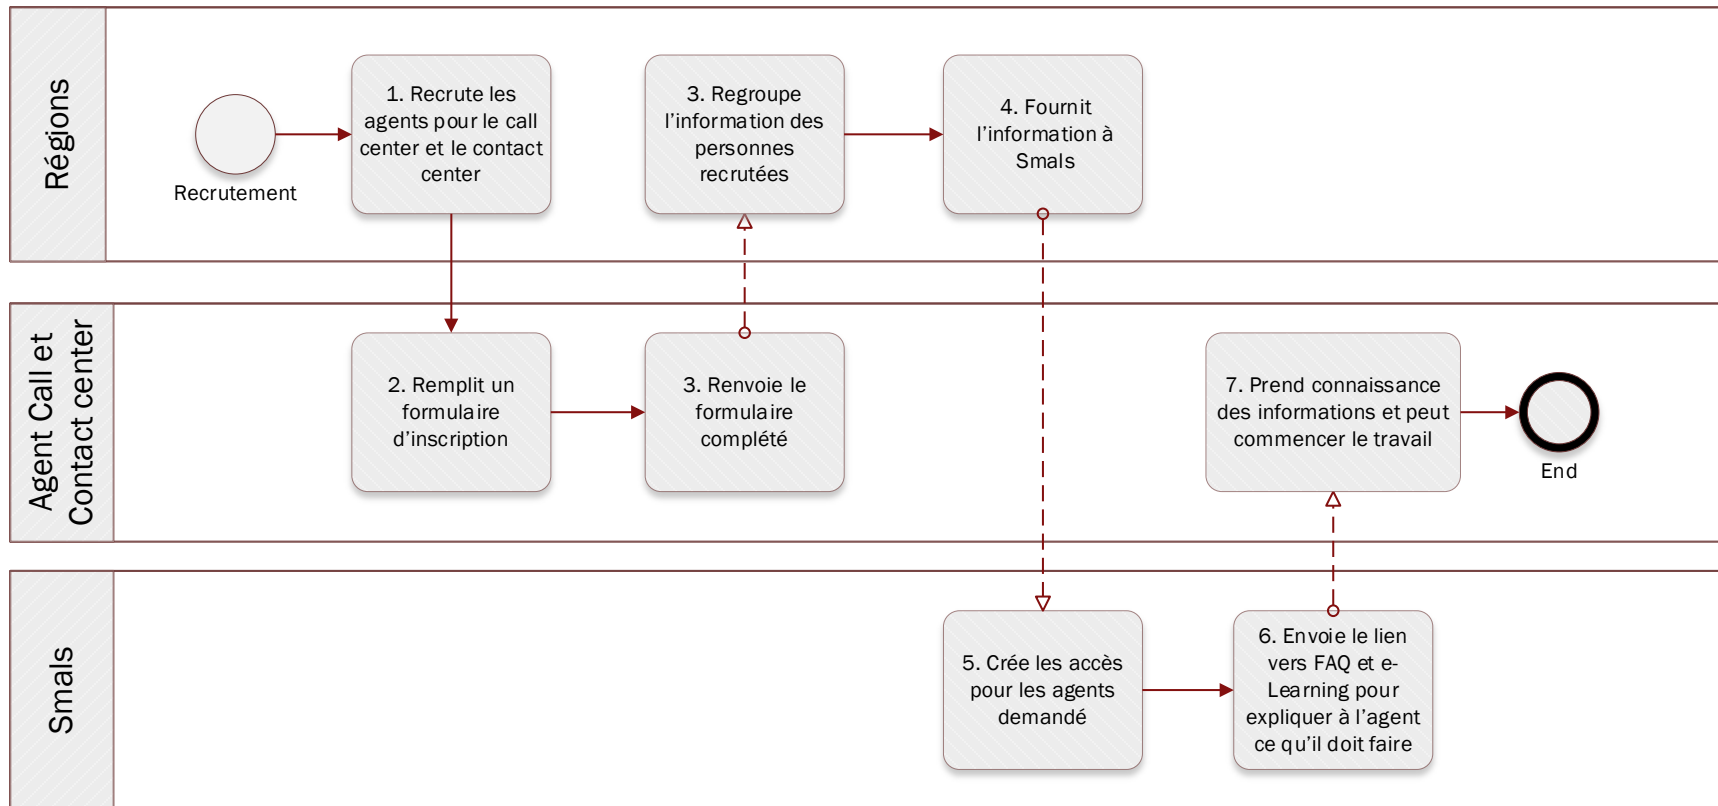 Régions
Recrutement
1. Recrute les
agents pour le call
center et le contact
center
3. Regroupe
l’information des
personnes
recrutées
4. Fournit
l’information à
Smals
Agent Call et
Contact center
2. Remplit un
formulaire
d’inscription
3. Renvoie le
formulaire
complété
7. Prend connaissance
des informations et peut
commencer le travail
End
Smals
5. Crée les accès
pour les agents
demandé
6. Envoie le lien
vers FAQ et e-
Learning pour
expliquer à l’agent
ce qu’il doit faire